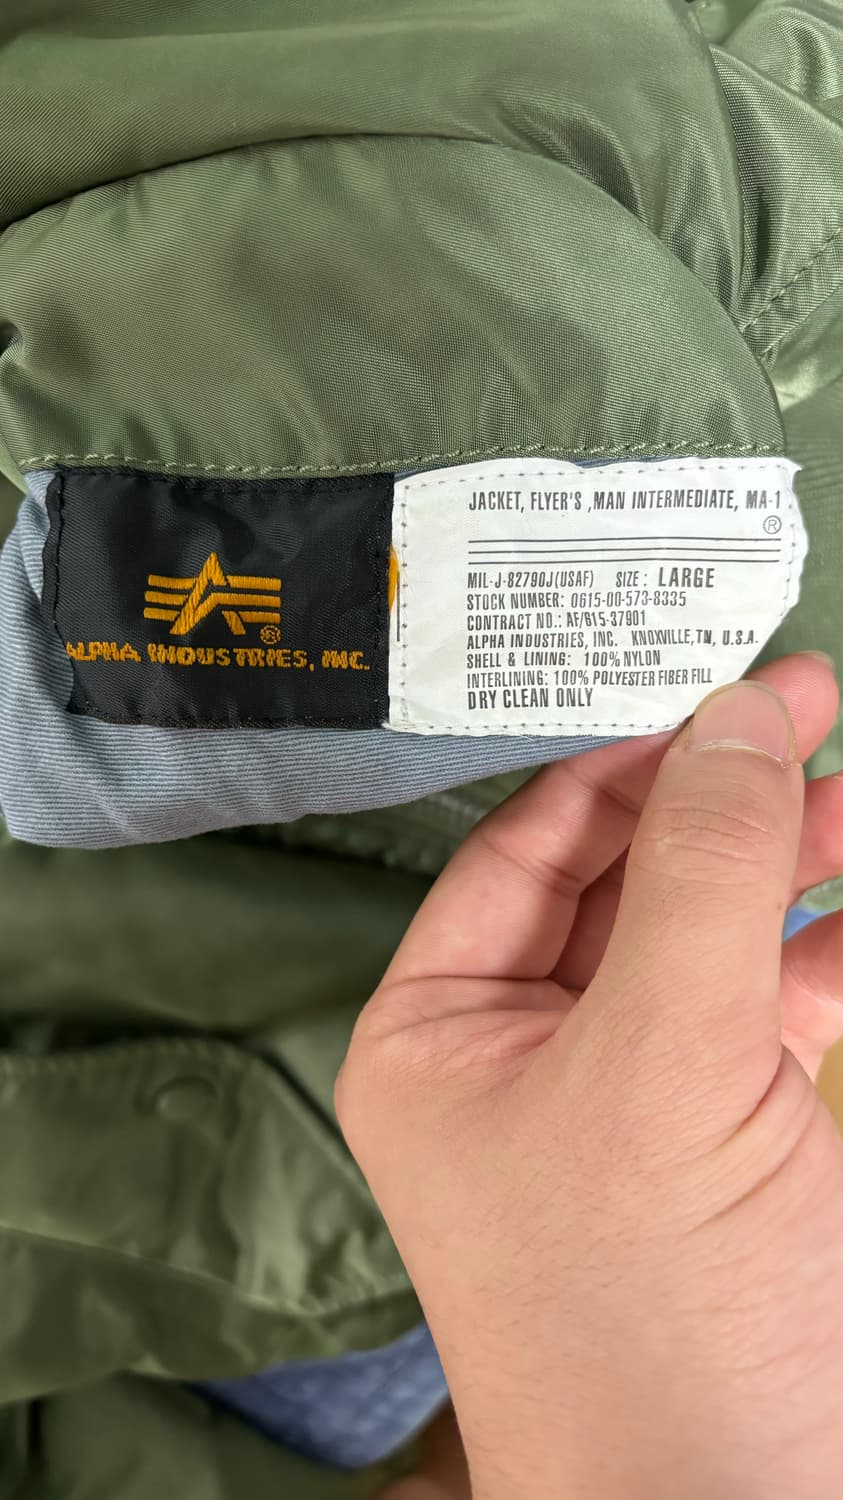 ALPHA INDUSTRIES, INC.
®
JACKET, FLYER'S ,MAN INTERMEDIATE, MA-1
®
MIL-J-82790J(USAF) SIZE: LARGE
STOCK NUMBER: 0615-00-573-8335
CONTRACT NO.: AF/615-37901
ALPHA INDUSTRIES, INC. KNOXVILLE,TN, U.S.A.
SHELL & LINING: 100% NYLON
INTERLINING: 100% POLYESTER FIBER FILL
DRY CLEAN ONLY